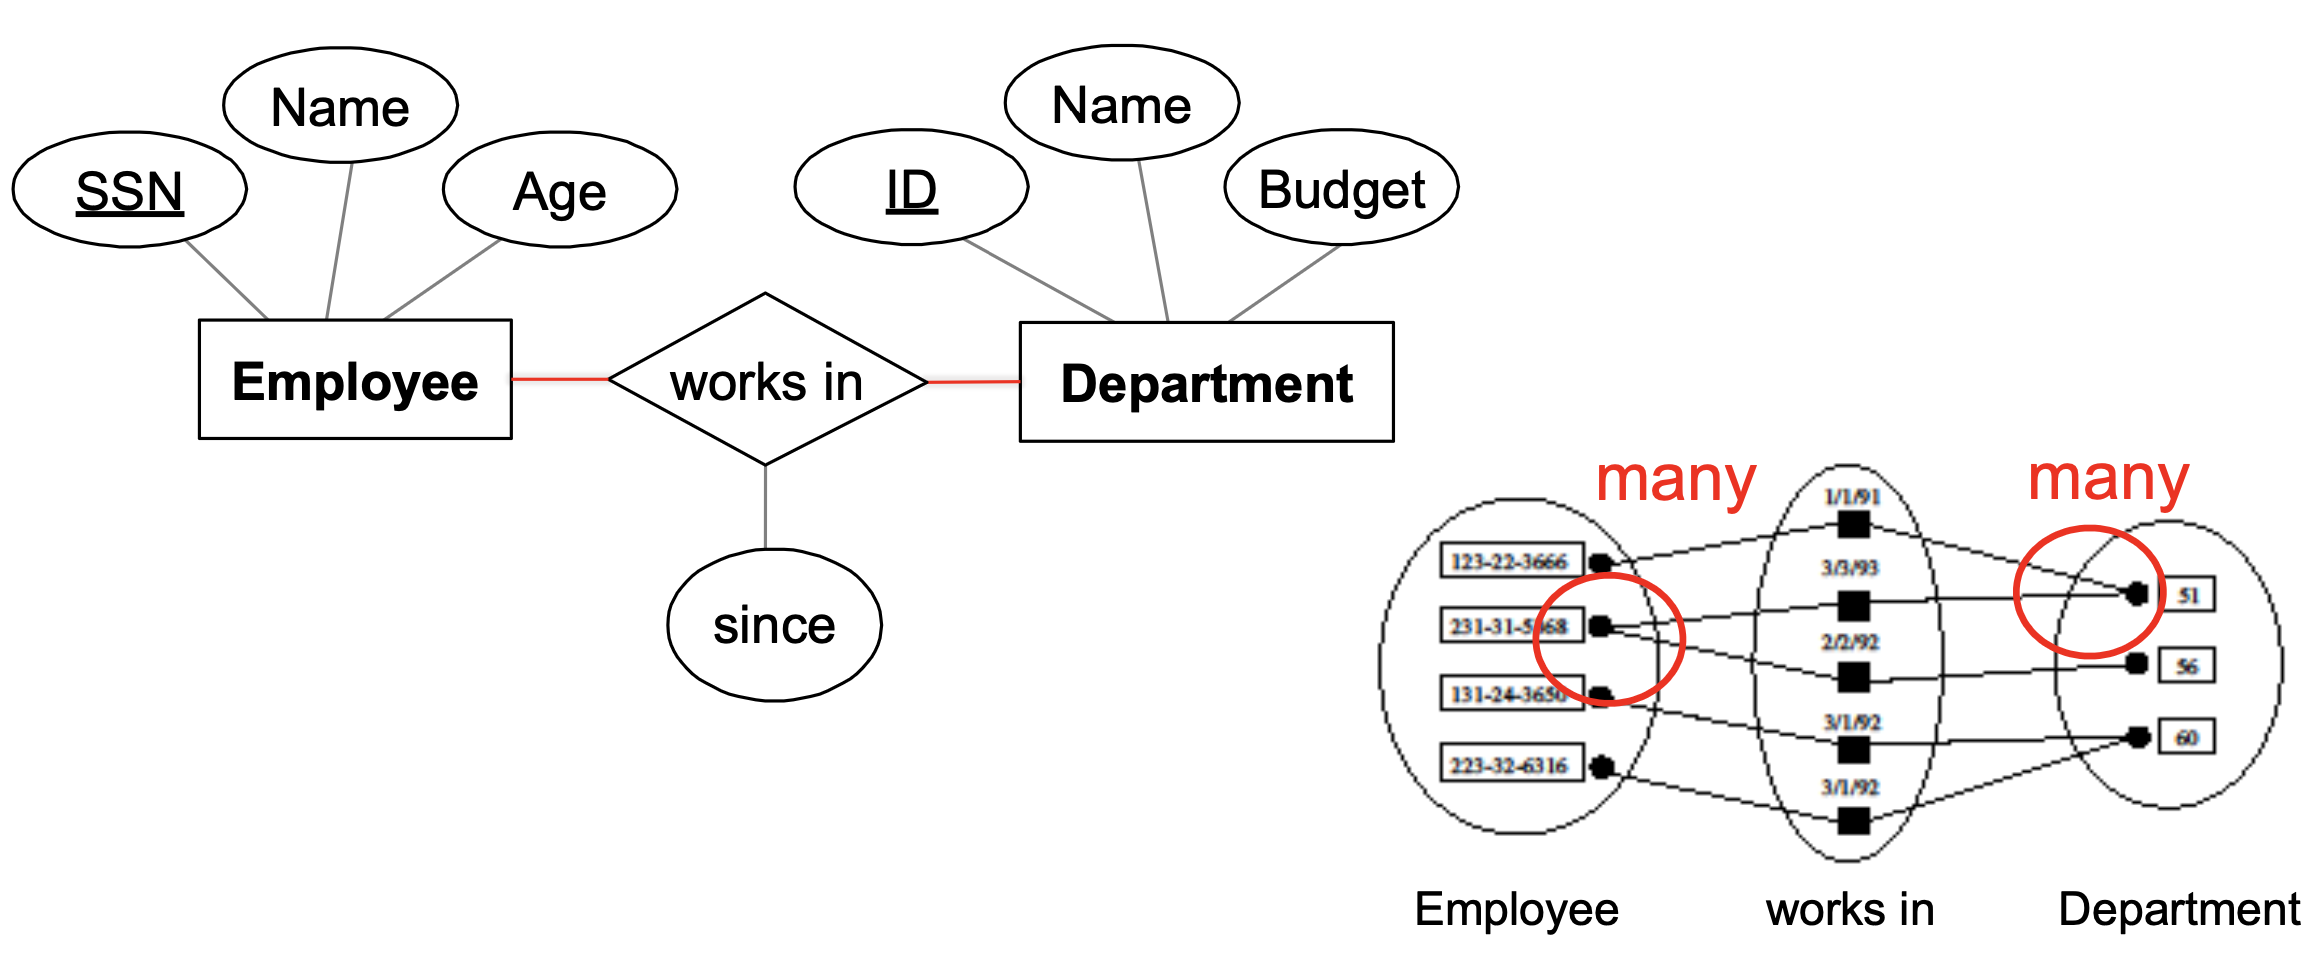 Name
SSN
Age
Name
ID
Budget
Employee
works in
Department
since
many
many
1/1/91
123-22-3666
3/3/93
51
231-31-5368
2/2/92
56
131-24-3650
3/1/92
60
223-32-6316
3/1/92
Employee
works in
Department